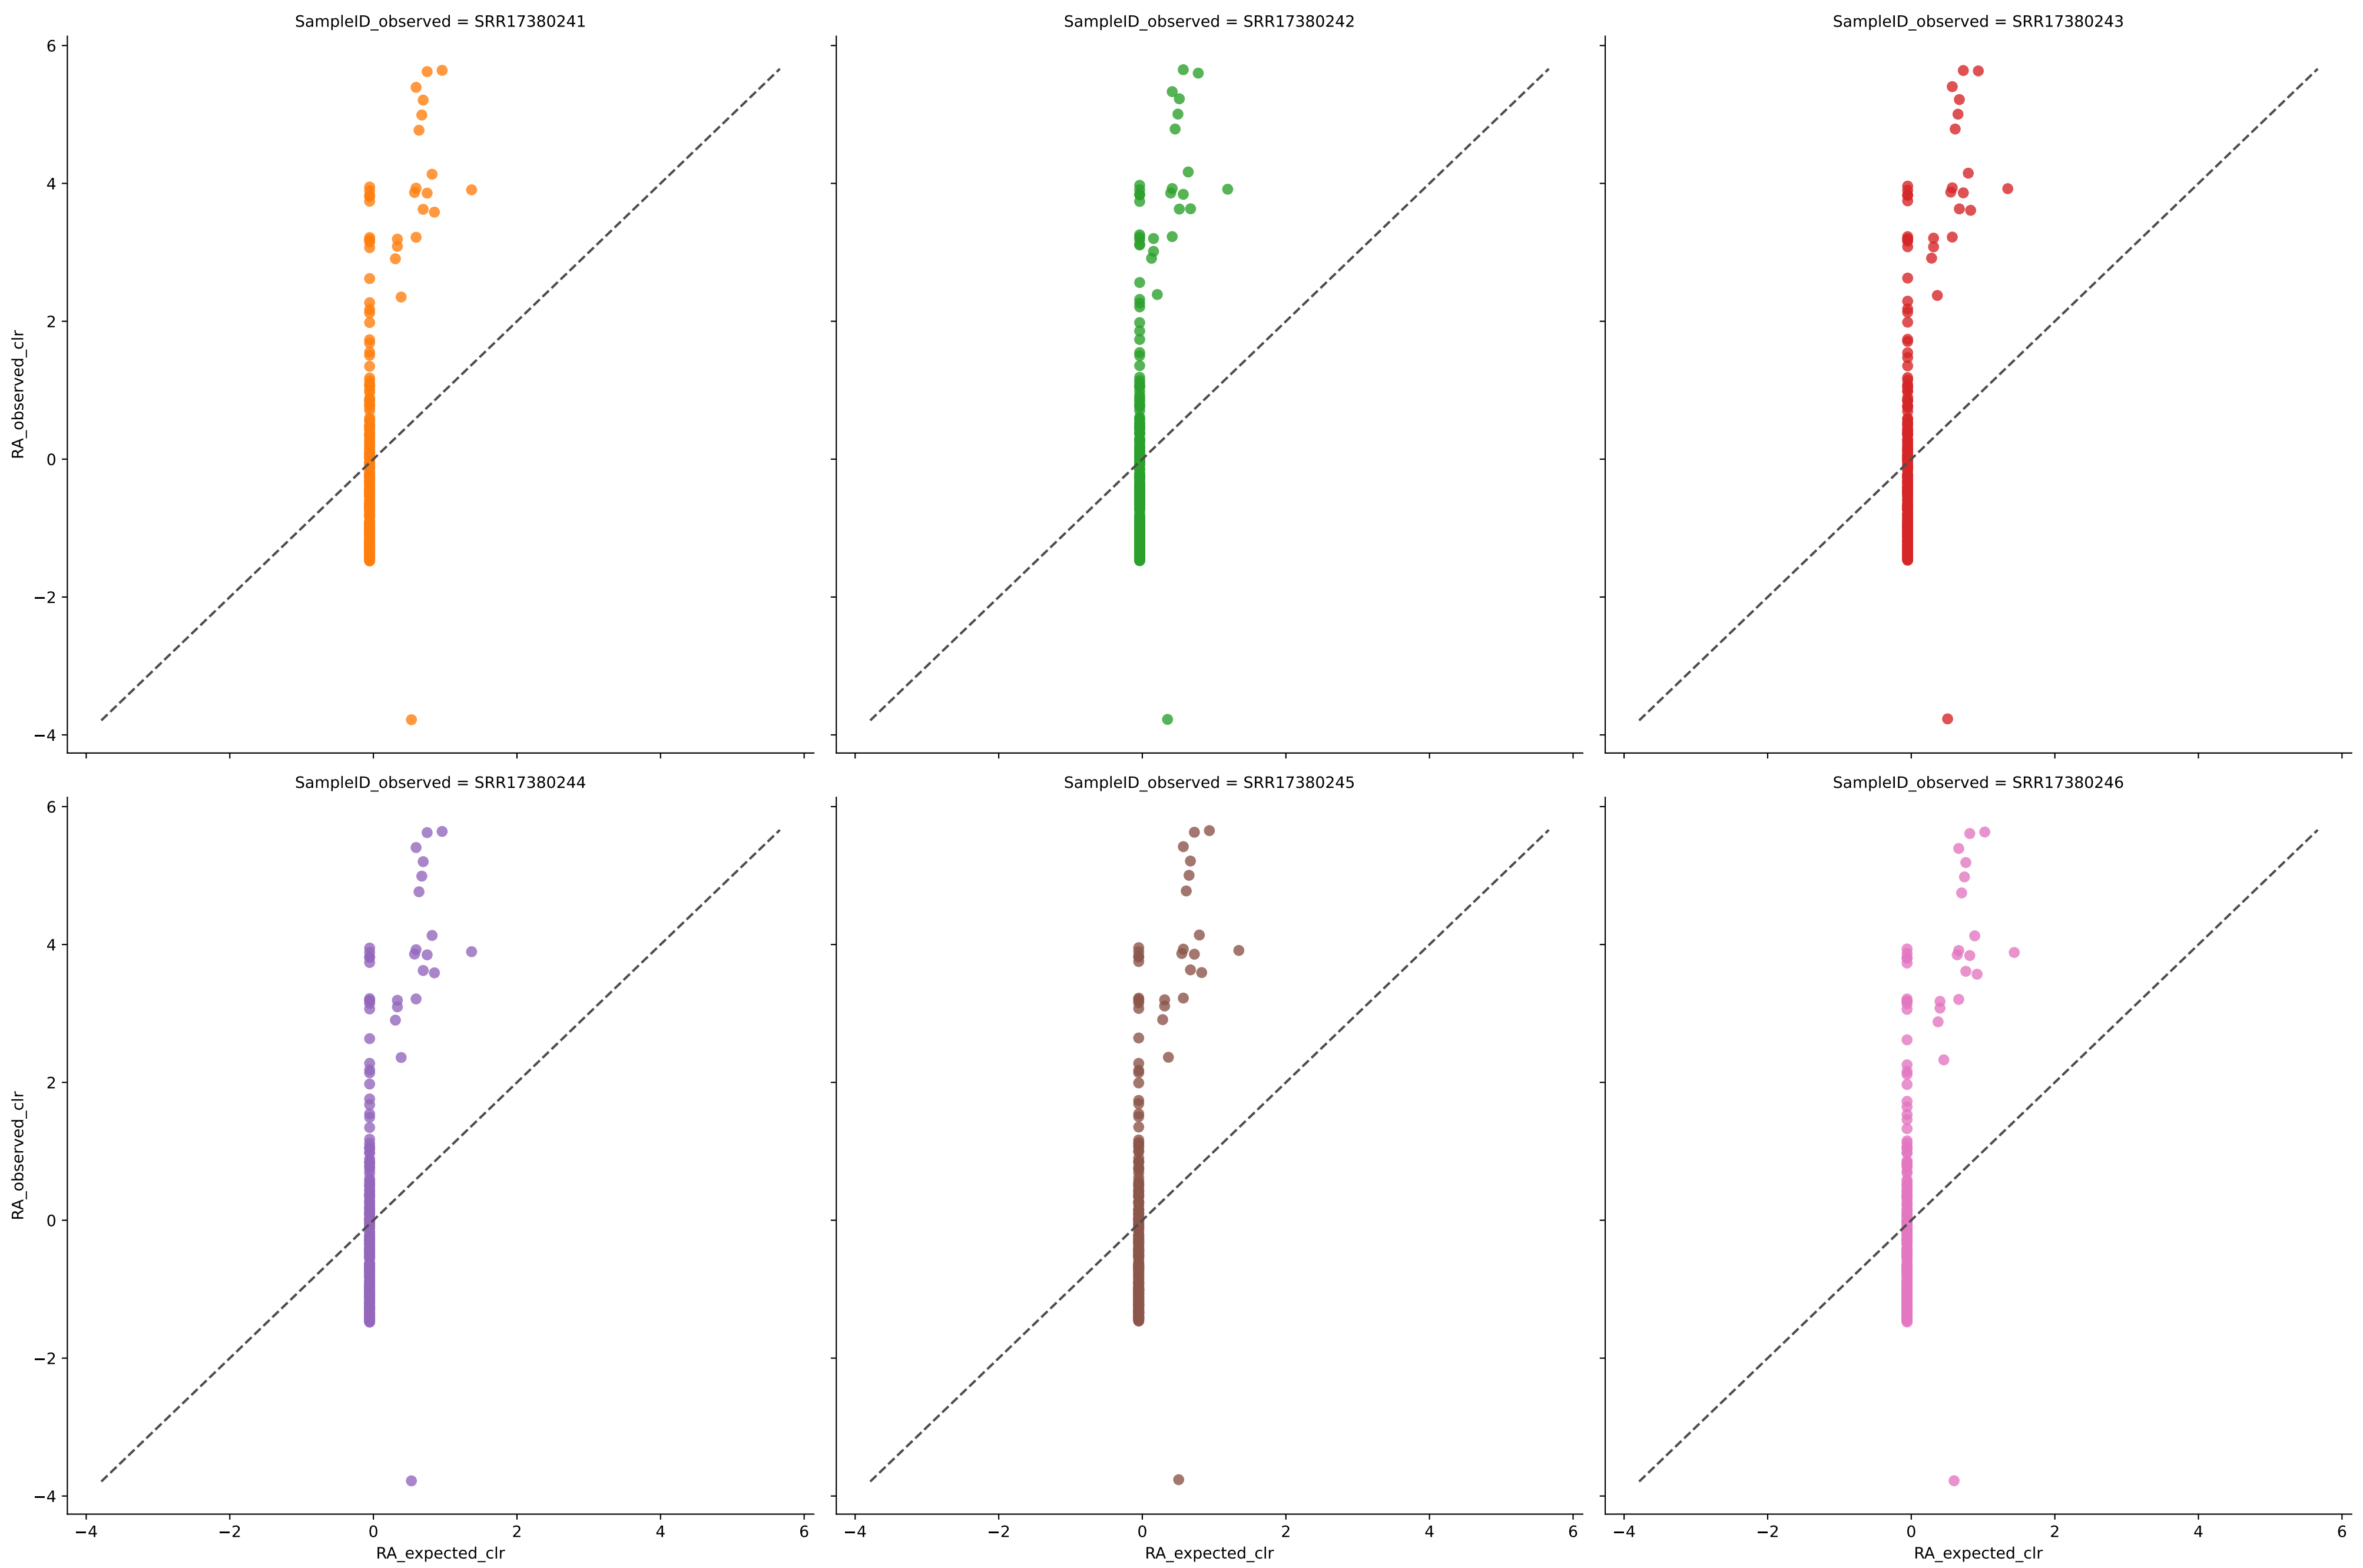 SampleID_observed = SRR17380241
SampleID_observed = SRR17380242
SampleID_observed = SRR17380243
6
4
2
0
−2
−4
RA_observed_clr
SampleID_observed = SRR17380244
SampleID_observed = SRR17380245
SampleID_observed = SRR17380246
6
4
2
0
−2
−4
RA_observed_clr
−4 −2 0 2 4 6
−4 −2 0 2 4 6
−4 −2 0 2 4 6
RA_expected_clr
RA_expected_clr
RA_expected_clr